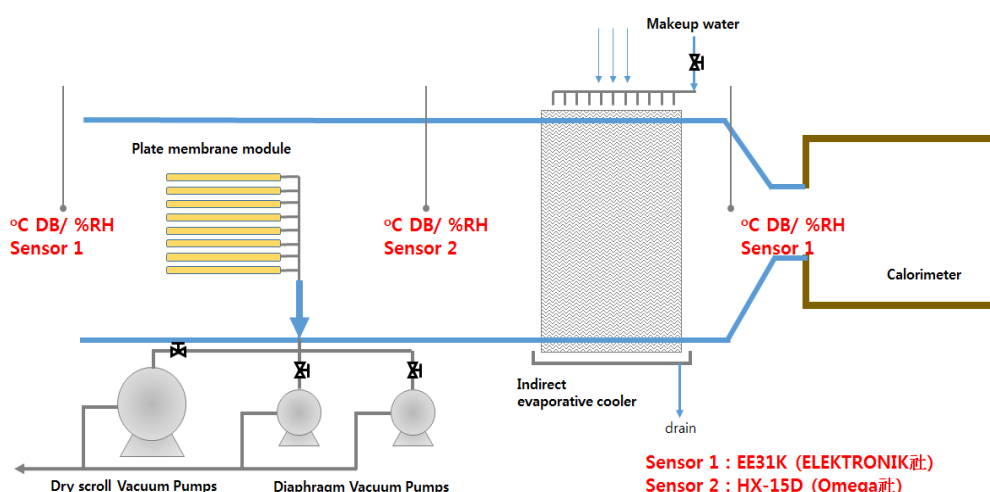 Makeup water
Plate membrane module
ºC DB/ %RH
Sensor 1
ºC DB/ %RH
Sensor 2
ºC DB/ %RH
Sensor 1
Calorimeter
Indirect
evaporative cooler
drain
Sensor 1 : EE31K (ELEKTRONIK社)
Sensor 2 : HX-15D (Omega社)
Dry scroll Vacuum Pumps
Diaphragm Vacuum Pumps